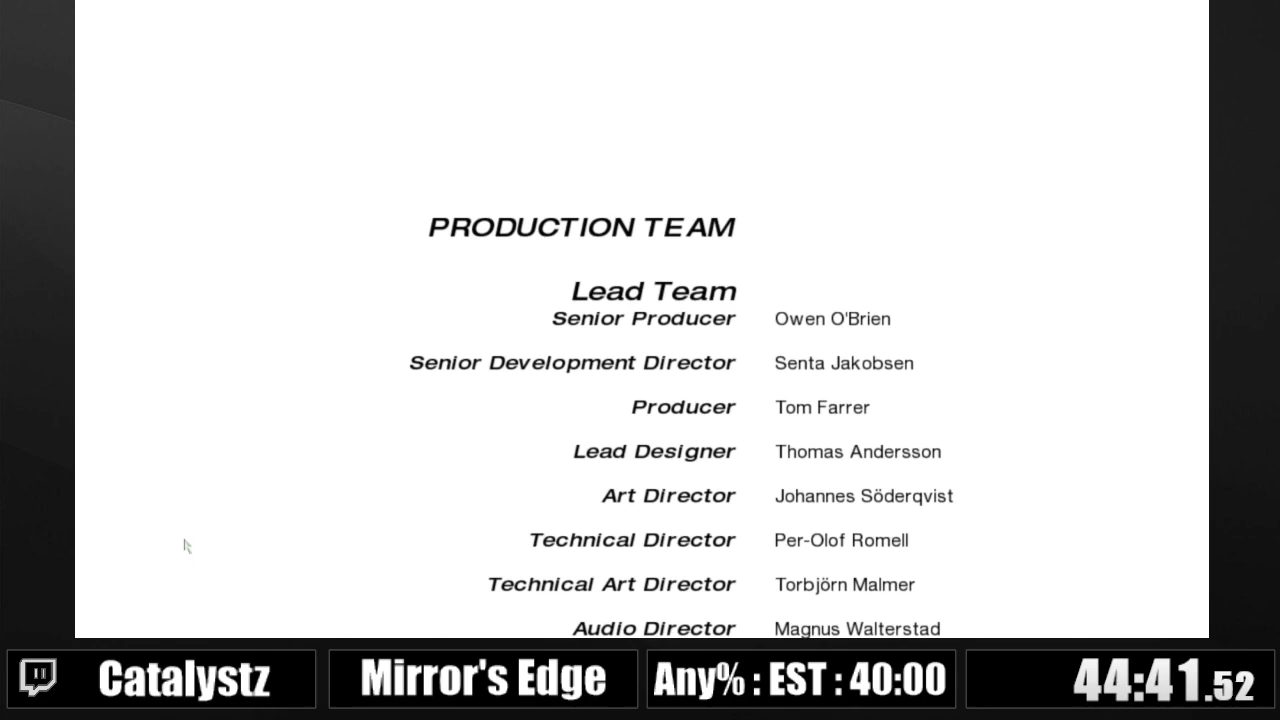 PRODUCTION TEAM
Lead Team
Senior Producer Owen O'Brien
Senior Development Director Senta Jakobsen
Producer Tom Farrer
Lead Designer Thomas Andersson
Art Director Johannes Söderqvist
Technical Director Per-Olof Romell
Technical Art Director Torbjörn Malmer
Audio Director Magnus Walterstad
Catalystz Mirror's Edge Any% : EST : 40:00 44:41.52